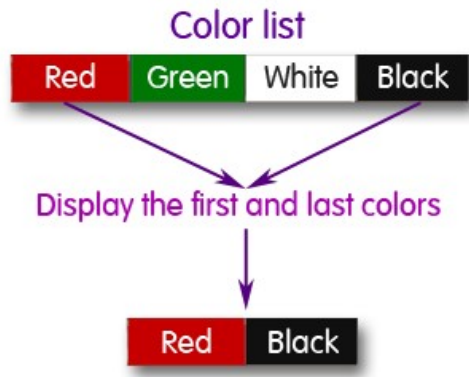 Color list
Red Green White Black
Display the first and last colors
Red Black